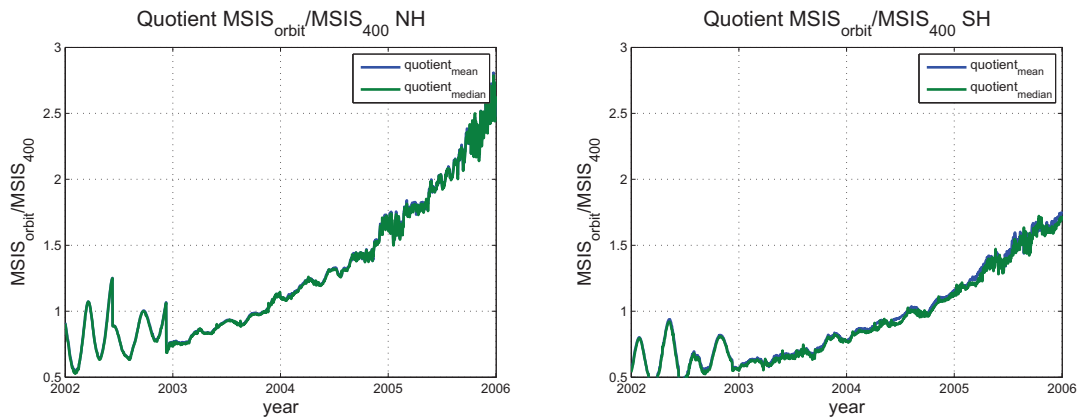 Quotient MSIS_orbit/MSIS_400 NH
3
2.5
2
1.5
1
0.5
2002 2003 2004 2005 2006
year
MSIS_orbit/MSIS_400
quotient_mean
quotient_median
Quotient MSIS_orbit/MSIS_400 SH
3
2.5
2
1.5
1
0.5
2002 2003 2004 2005 2006
year
MSIS_orbit/MSIS_400
quotient_mean
quotient_median